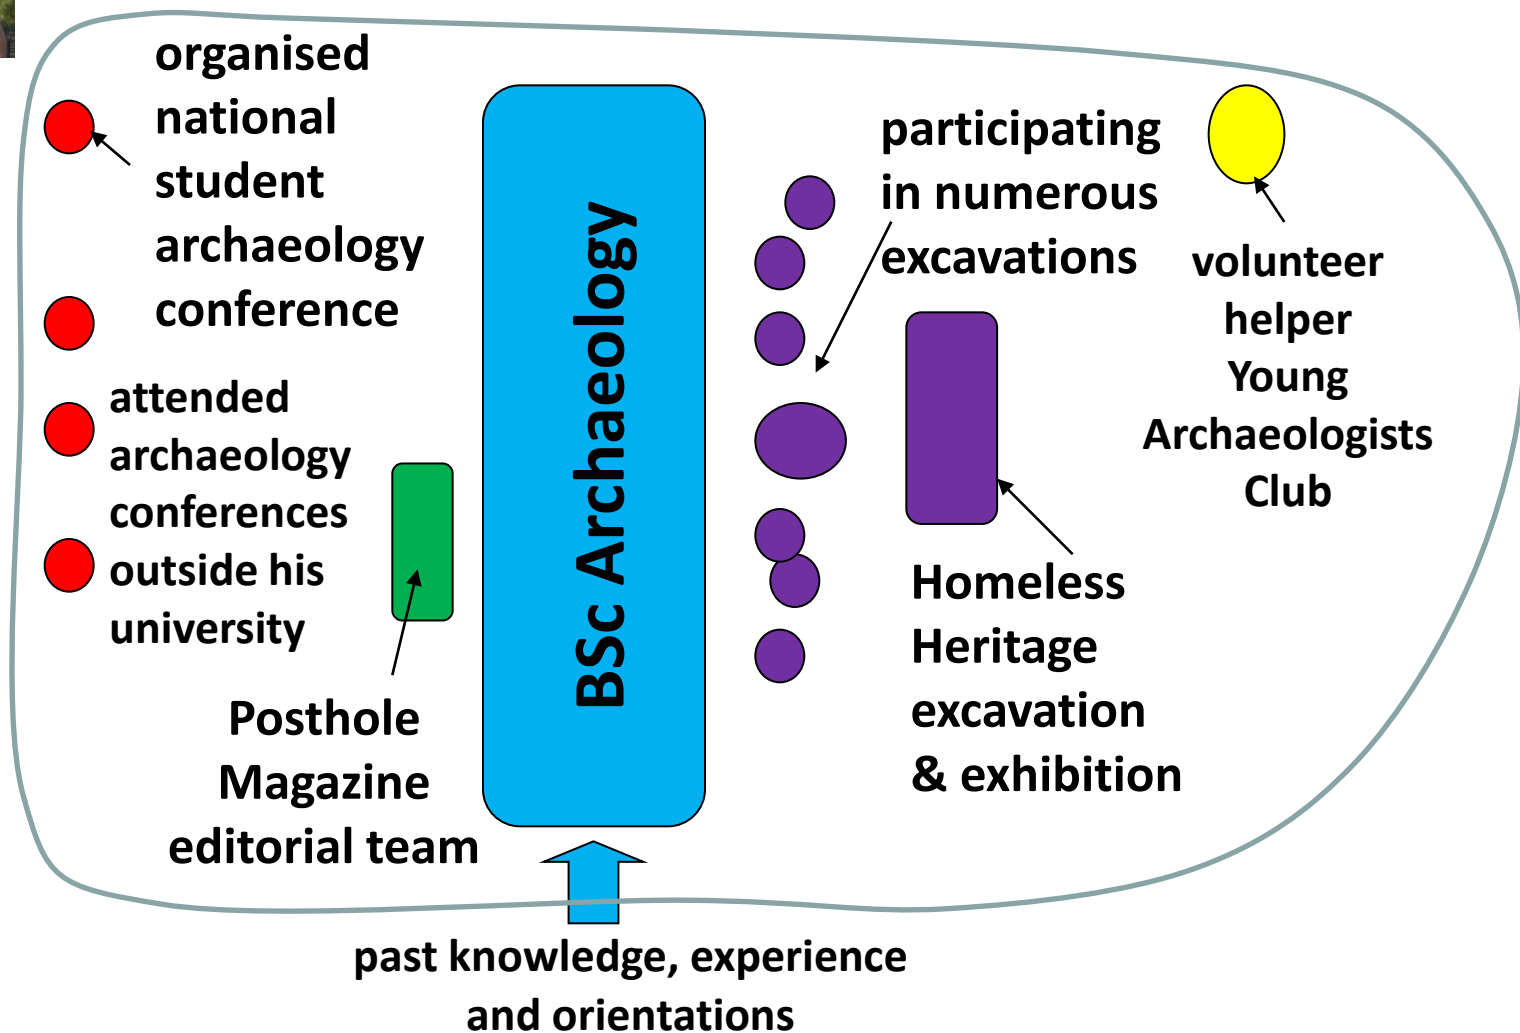 organised
national
student
archaeology
conference
attended
archaeology
conferences
outside his
university
Posthole
Magazine
editorial team
BSc Archaeology
participating
in numerous
excavations
Homeless
Heritage
excavation
& exhibition
volunteer
helper
Young
Archaeologists
Club
past knowledge, experience
and orientations